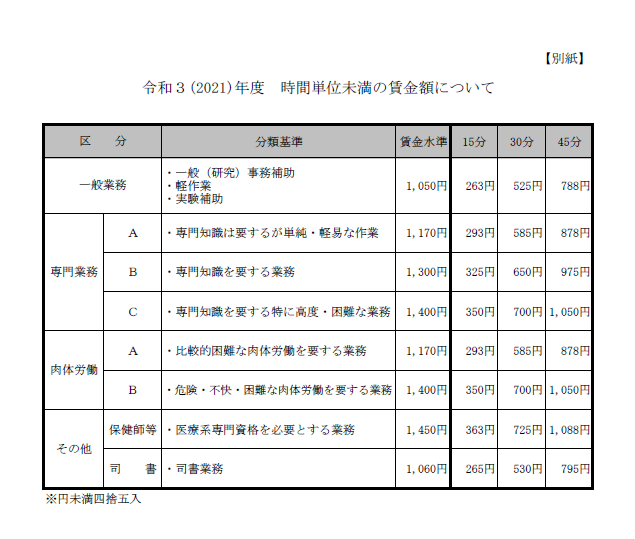 【別紙】
令和３(2021)年度　時間単位未満の賃金額について
区　　分　分類基準　賃金水準　15分　30分　45分
一般業務　・一般（研究）事務補助
・軽作業　1,050円　263円　525円　788円
・実験補助
専門業務　A　・専門知識は要するが単純・軽易な作業　1,170円　293円　585円　878円
B　・専門知識を要する業務　1,300円　325円　650円　975円
C　・専門知識を要する特に高度・困難な業務　1,400円　350円　700円　1,050円
肉体労働　A　・比較的困難な肉体労働を要する業務　1,170円　293円　585円　878円
B　・危険・不快・困難な肉体労働を要する業務　1,400円　350円　700円　1,050円
その他　保健師等　・医療系専門資格を必要とする業務　1,450円　363円　725円　1,088円
司　　書　・司書業務　1,060円　265円　530円　795円
※円未満四捨五入